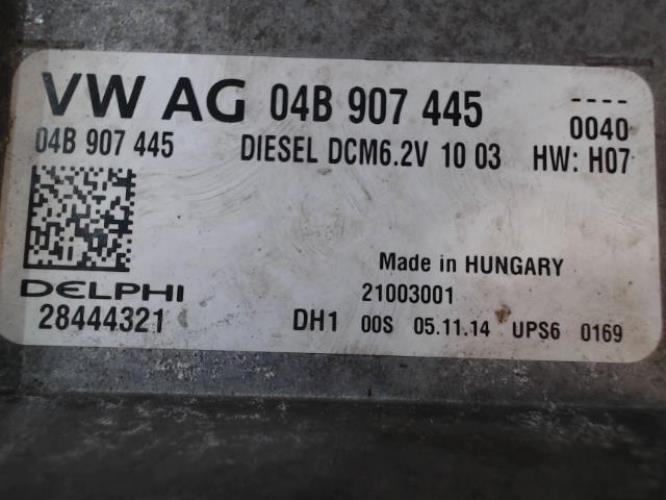 VW AG 04B 907 445 ----
0040
04B 907 445 DIESEL DCM6.2V 10 03 HW: H07
Made in HUNGARY
DELPHI 21003001
28444321 DH1 00S 05.11.14 UPS6 0169